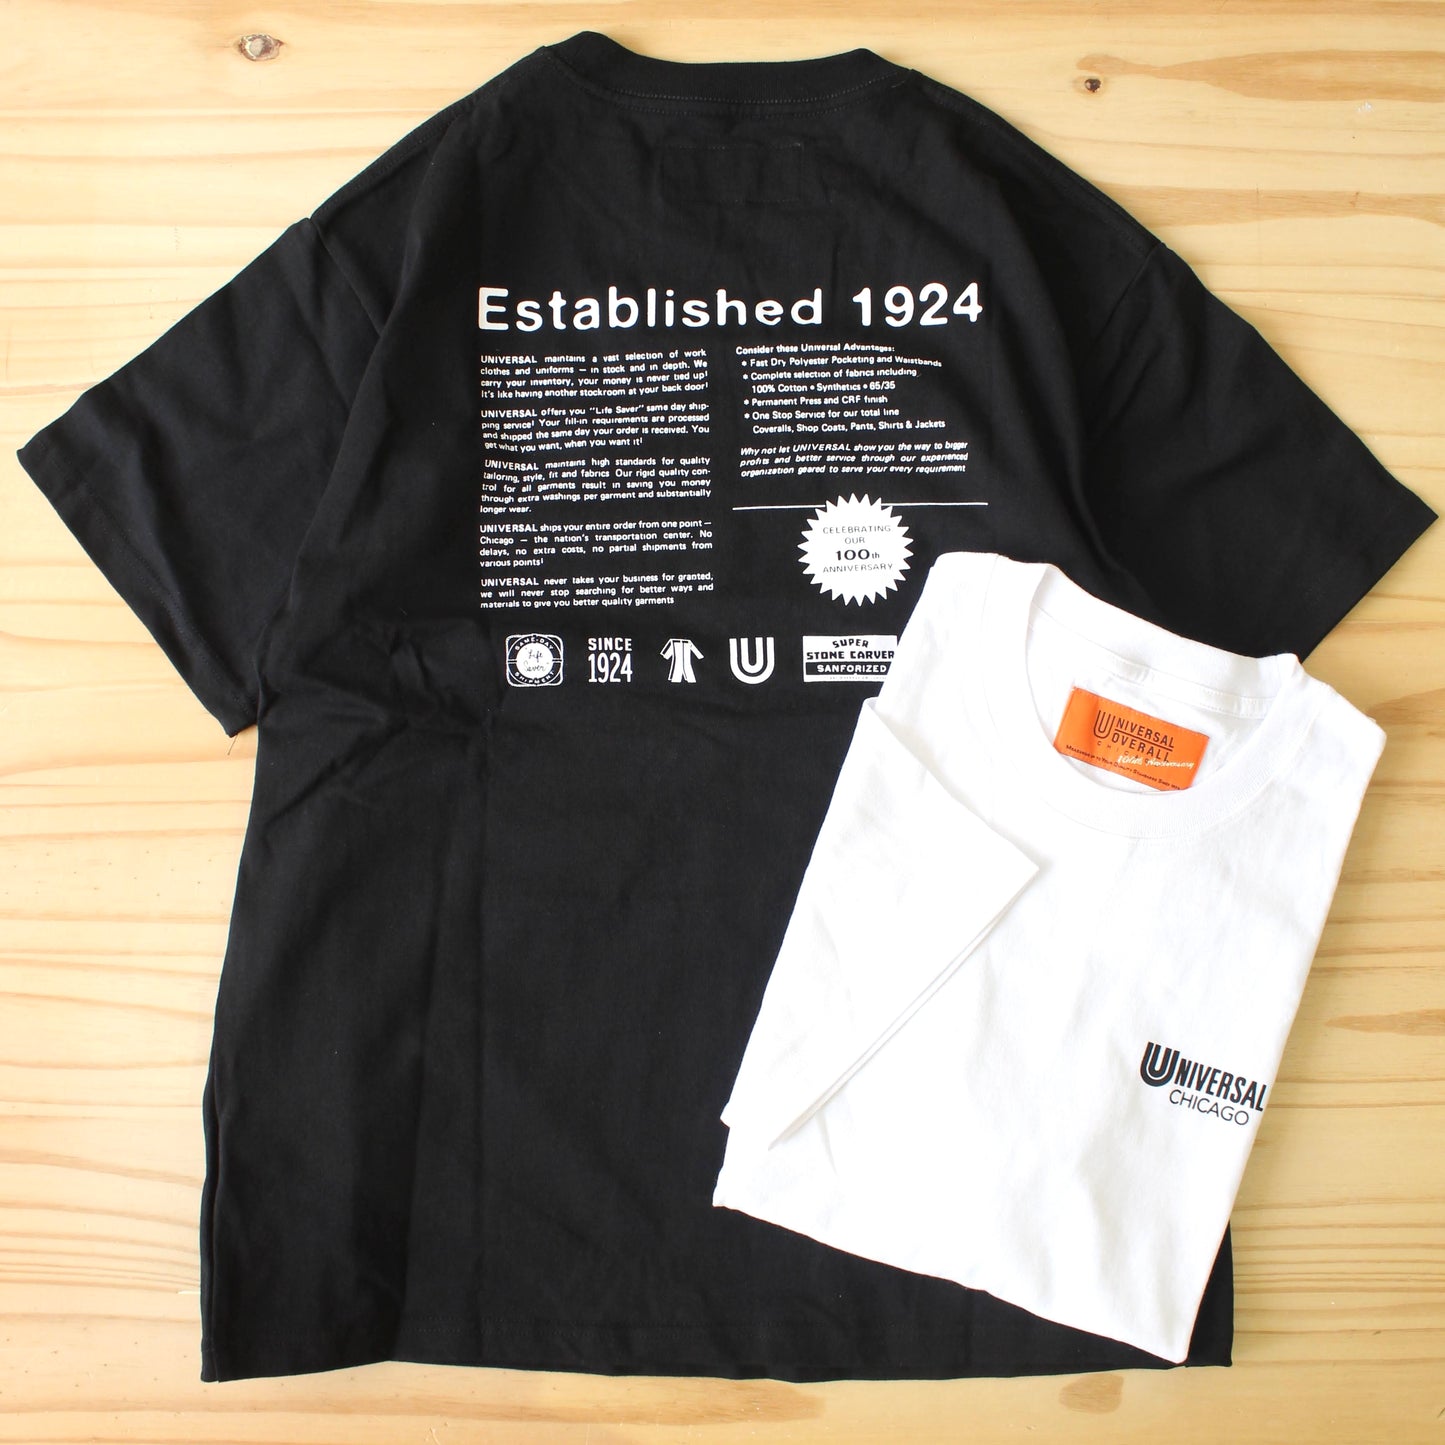 Established 1924
UNIVERSAL maintains a vast selection of work
clothes and uniforms — in stock and in depth. We
carry your inventory, your money is never tied up!
It's like having another stockroom at your back door!
UNIVERSAL offers you "Life Saver" same day ship-
ping service! Your fill-in requirements are processed
and shipped the same day your order is received. You
get what you want, when you want it!
UNIVERSAL maintains high standards for quality
tailoring, style, fit and fabrics. Our rigid quality con-
trol for all garments result in saving you money
through extra washings per garment and substantially
longer wear.
UNIVERSAL ships your entire order from one point —
Chicago — the nation's transportation center. No
delays, no extra costs, no partial shipments from
various points!
UNIVERSAL never takes your business for granted,
we will never stop searching for better ways and
materials to give you better quality garments
Consider these Universal Advantages:
• Fast Dry Polyester Pocketing and Waistbands
• Complete selection of fabrics including
100% Cotton • Synthetics • 65/35
• Permanent Press and CRF finish
• One Stop Service for our total line
Coveralls, Shop Coats, Pants, Shirts & Jackets
Why not let UNIVERSAL show you the way to bigger
profits and better service through our experienced
organization geared to serve your every requirement
CELEBRATING
OUR
100th
ANNIVERSARY
SAME-DAY
Life
Saver
SHIPMENT
SINCE
1924
U
SUPER
STONE CARVER
SANFORIZED
UNIVERSAL
OVERALL
CHICAGO
100th Anniversary
UNIVERSAL
CHICAGO